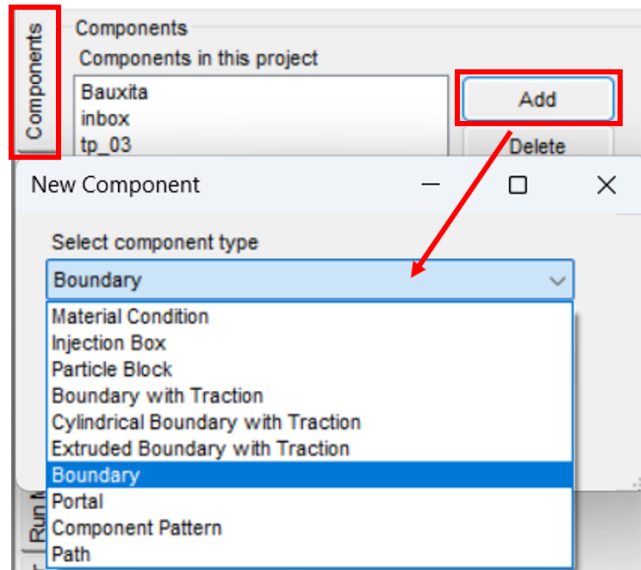 Components
Components
Components in this project
Bauxita
inbox
tp_03
Add
Delete
New Component
Select component type
Boundary
Material Condition
Injection Box
Particle Block
Boundary with Traction
Cylindrical Boundary with Traction
Extruded Boundary with Traction
Boundary
Portal
Component Pattern
Path
Run